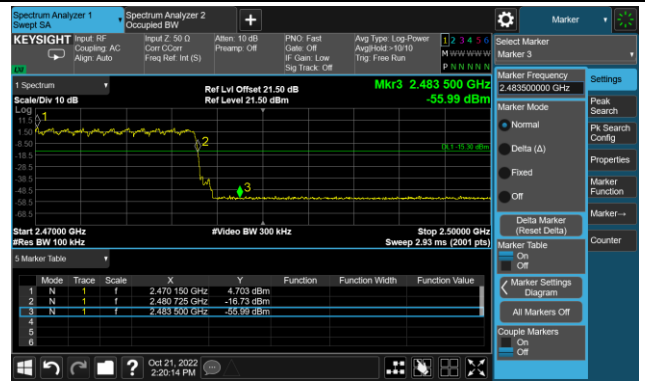 Spectrum Analyzer 1
Swept SA
Spectrum Analyzer 2
Occupied BW
Marker
KEYSIGHT
Input: RF
Coupling: AC
Align: Auto
Input Z: 50 Ω
Corr CCorr
Freq Ref: Int (S)
Atten: 10 dB
Preamp: Off
PNO: Fast
Gate: Off
IF Gain: Low
Sig Track: Off
Avg Type: Log-Power
Avg|Hold:>10/10
Trig: Free Run
1 2 3 4 5 6
M W W W W W
P N N N N N
Select Marker
Marker 3
1 Spectrum
Scale/Div 10 dB
Ref Lvl Offset 21.50 dB
Ref Level 21.50 dBm
Mkr3 2.483 500 GHz
-55.99 dBm
Log
11.5
1.50
-8.50
-18.5
-28.5
-38.5
-48.5
-58.5
-68.5
1
2
3
DL1 -15.30 dBm
Start 2.47000 GHz
#Res BW 100 kHz
#Video BW 300 kHz
Stop 2.50000 GHz
Sweep 2.93 ms (2001 pts)
5 Marker Table
Mode Trace Scale X Y Function Function Width Function Value
1 N 1 f 2.470 150 GHz 4.703 dBm
2 N 1 f 2.480 725 GHz -16.73 dBm
3 N 1 f 2.483 500 GHz -55.99 dBm
4
5
6
Marker Frequency
2.483500000 GHz
Marker Mode
Normal
Delta (Δ)
Fixed
Off
Delta Marker
(Reset Delta)
Marker Table
On
Off
Marker Settings
Diagram
All Markers Off
Couple Markers
On
Off
Settings
Peak
Search
Pk Search
Config
Properties
Marker
Function
Marker→
Counter
Oct 21, 2022
2:20:14 PM